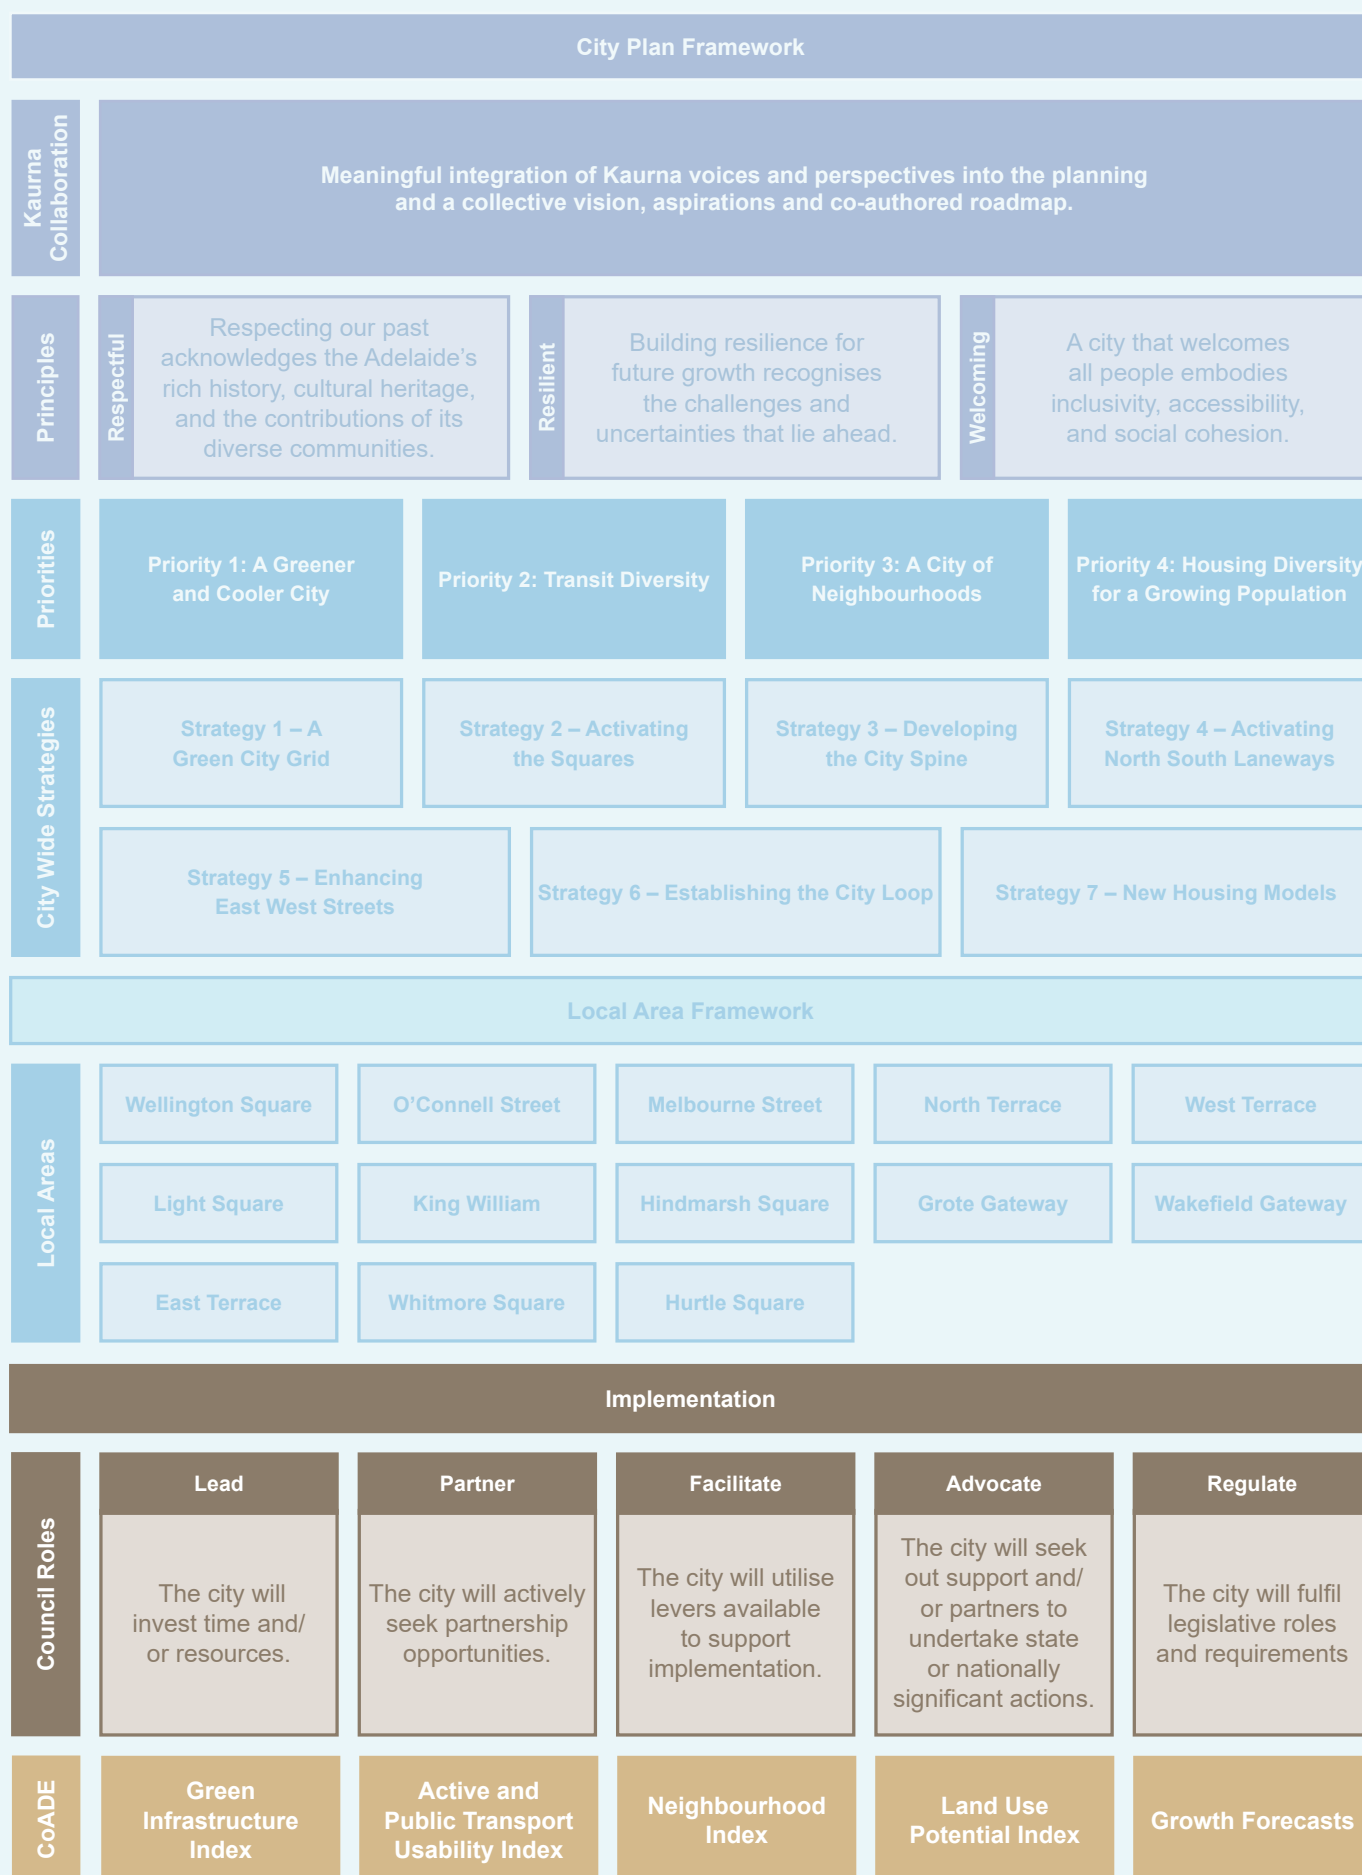 City Plan Framework
Kaurna
Collaboration
Meaningful integration of Kaurna voices and perspectives into the planning
and a collective vision, aspirations and co-authored roadmap.
Principles
Respectful
Respecting our past
acknowledges the Adelaide’s
rich history, cultural heritage,
and the contributions of its
diverse communities.
Resilient
Building resilience for
future growth recognises
the challenges and
uncertainties that lie ahead.
Welcoming
A city that welcomes
all people embodies
inclusivity, accessibility,
and social cohesion.
Priorities
Priority 1: A Greener
and Cooler City
Priority 2: Transit Diversity
Priority 3: A City of
Neighbourhoods
Priority 4: Housing Diversity
for a Growing Population
City Wide Strategies
Strategy 1 – A
Green City Grid
Strategy 2 – Activating
the Squares
Strategy 3 – Developing
the City Spine
Strategy 4 – Activating
North South Laneways
Strategy 5 – Enhancing
East West Streets
Strategy 6 – Establishing the City Loop
Strategy 7 – New Housing Models
Local Area Framework
Local Areas
Wellington Square
O’Connell Street
Melbourne Street
North Terrace
West Terrace
Light Square
King William
Hindmarsh Square
Grote Gateway
Wakefield Gateway
East Terrace
Whitmore Square
Hurtle Square
Implementation
Council Roles
Lead
The city will
invest time and/
or resources.
Partner
The city will actively
seek partnership
opportunities.
Facilitate
The city will utilise
levers available
to support
implementation.
Advocate
The city will seek
out support and/
or partners to
undertake state
or nationally
significant actions.
Regulate
The city will fulfil
legislative roles
and requirements
CoADE
Green
Infrastructure
Index
Active and
Public Transport
Usability Index
Neighbourhood
Index
Land Use
Potential Index
Growth Forecasts